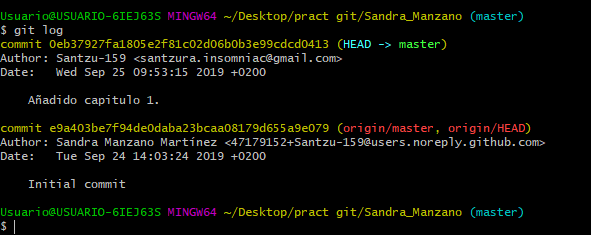 Usuario@USUARIO-6IEJ63S MINGW64 ~/Desktop/pract git/Sandra_Manzano (master)
$ git log
commit 0eb37927fa1805e2f81c02d06b0b3e99cdcd0413 (HEAD -> master)
Author: Santzu-159 <santzura.insomniac@gmail.com>
Date:   Wed Sep 25 09:53:15 2019 +0200
    Añadido capitulo 1.
commit e9a403be7f94de0daba23bcaa08179d655a9e079 (origin/master, origin/HEAD)
Author: Sandra Manzano Martínez <47179152+Santzu-159@users.noreply.github.com>
Date:   Tue Sep 24 14:03:24 2019 +0200
    Initial commit
Usuario@USUARIO-6IEJ63S MINGW64 ~/Desktop/pract git/Sandra_Manzano (master)
$